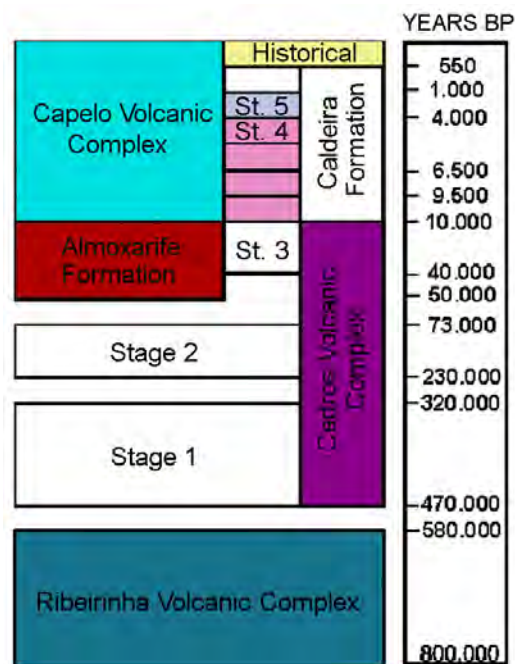 YEARS BP
Historical
550
1.000
Capelo Volcanic
Complex
St. 5
4.000
St. 4
Caldeira
Formation
6.500
9.500
10.000
Almoxarife
Formation
St. 3
40.000
50.000
Cedros Volcanic
Complex
73.000
Stage 2
230.000
320.000
Stage 1
470.000
580.000
Ribeirinha Volcanic Complex
800.000